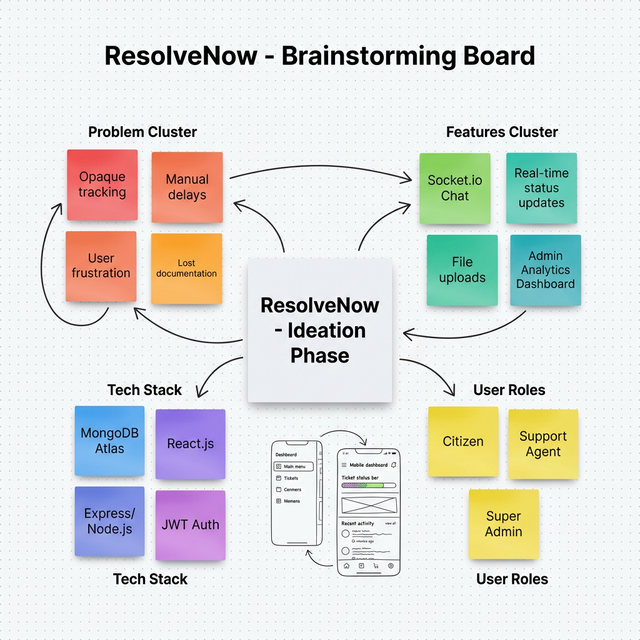 ResolveNow - Brainstorming Board
Problem Cluster
Opaque
tracking
Manual
delays
User
frustration
Lost
documentation
Features Cluster
Socket.io
Chat
Real-time
status
updates
File
uploads
Admin
Analytics
Dashboard
ResolveNow
- Ideation
Phase
Tech Stack
MongoDB
Atlas
React.js
Express/
Node.js
JWT Auth
Tech Stack
User Roles
Citizen
Support
Agent
Super
Admin
User Roles
Dashboard
Main menu
Tickets
Cenmers
Nemens
Mobile dashboard
Ticket status ber
Recent activity